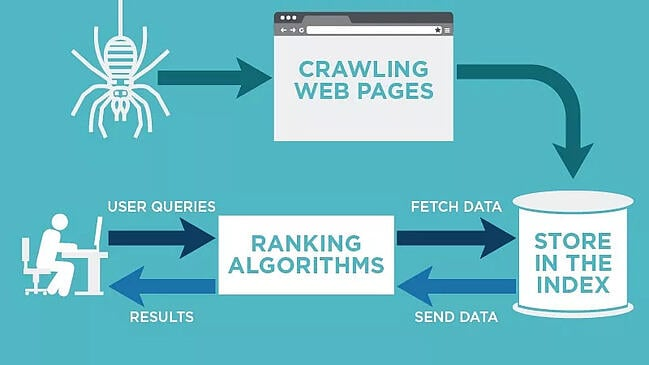 G
CRAWLING
WEB PAGES
USER QUERIES
FETCH DATA
RANKING
ALGORITHMS
STORE
IN THE
INDEX
RESULTS
SEND DATA